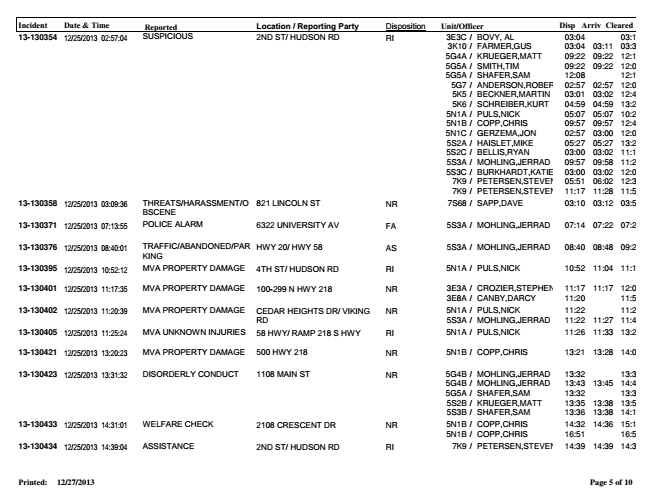 Incident Date & Time Reported Location / Reporting Party Disposition Unit/Officer Disp Arriv Cleared
13-130354 12/25/2013 02:57:04 SUSPICIOUS 2ND ST/ HUDSON RD RI 3E3C / BOVY, AL 03:04 03:1
3K10 / FARMER,GUS 03:04 03:11 03:3
5G4A / KRUEGER,MATT 09:22 09:22 12:1
5G5A / SMITH,TIM 09:22 09:22 12:0
5G5A / SHAFER,SAM 12:08 12:1
5G7 / ANDERSON,ROBER 02:57 02:57 12:0
5K5 / BECKNER,MARTIN 03:01 03:02 12:4
5K6 / SCHREIBER,KURT 04:59 04:59 13:2
5N1A / PULS,NICK 05:07 05:07 10:2
5N1B / COPP,CHRIS 09:57 09:57 12:4
5N1C / GERZEMA,JON 02:57 03:00 12:0
5S2A / HAISLET,MIKE 05:27 05:27 13:2
5S2C / BELLIS,RYAN 03:00 03:02 11:1
5S3A / MOHLING,JERRAD 09:57 09:58 11:2
5S3C / BURKHARDT,KATIE 03:00 03:02 12:0
7K9 / PETERSEN,STEVEN 05:51 06:02 12:3
7K9 / PETERSEN,STEVEN 11:17 11:28 11:5
13-130358 12/25/2013 03:09:36 THREATS/HARASSMENT/O 821 LINCOLN ST NR 7S68 / SAPP,DAVE 03:10 03:12 03:5
BSCENE
13-130371 12/25/2013 07:13:55 POLICE ALARM 6322 UNIVERSITY AV FA 5S3A / MOHLING,JERRAD 07:14 07:22 07:2
13-130376 12/25/2013 08:40:01 TRAFFIC/ABANDONED/PAR HWY 20/ HWY 58 AS 5S3A / MOHLING,JERRAD 08:40 08:48 09:2
KING
13-130395 12/25/2013 10:52:12 MVA PROPERTY DAMAGE 4TH ST/ HUDSON RD RI 5N1A / PULS,NICK 10:52 11:04 11:1
13-130401 12/25/2013 11:17:35 MVA PROPERTY DAMAGE 100-299 N HWY 218 NR 3E3A / CROZIER,STEPHEN 11:17 11:17 12:0
3E8A / CANBY,DARCY 11:20 11:5
13-130402 12/25/2013 11:20:39 MVA PROPERTY DAMAGE CEDAR HEIGHTS DR/ VIKING NR 5N1A / PULS,NICK 11:22 11:2
RD 5S3A / MOHLING,JERRAD 11:22 11:27 11:4
13-130405 12/25/2013 11:25:24 MVA UNKNOWN INJURIES 58 HWY/ RAMP 218 S HWY RI 5N1A / PULS,NICK 11:26 11:33 13:2
13-130421 12/25/2013 13:20:23 MVA PROPERTY DAMAGE 500 HWY 218 NR 5N1B / COPP,CHRIS 13:21 13:28 14:0
13-130423 12/25/2013 13:31:32 DISORDERLY CONDUCT 1108 MAIN ST NR 5G4B / MOHLING,JERRAD 13:32 13:3
5G4B / MOHLING,JERRAD 13:43 13:45 14:4
5G5A / SHAFER,SAM 13:32 13:3
5S2B / KRUEGER,MATT 13:35 13:38 13:5
5S3B / SHAFER,SAM 13:36 13:38 14:1
13-130433 12/25/2013 14:31:01 WELFARE CHECK 2108 CRESCENT DR NR 5N1B / COPP,CHRIS 14:32 14:36 15:1
5N1B / COPP,CHRIS 16:51 16:5
13-130434 12/25/2013 14:39:04 ASSISTANCE 2ND ST/ HUDSON RD RI 7K9 / PETERSEN,STEVEN 14:39 14:39 14:3
Printed: 12/27/2013 Page 5 of 10